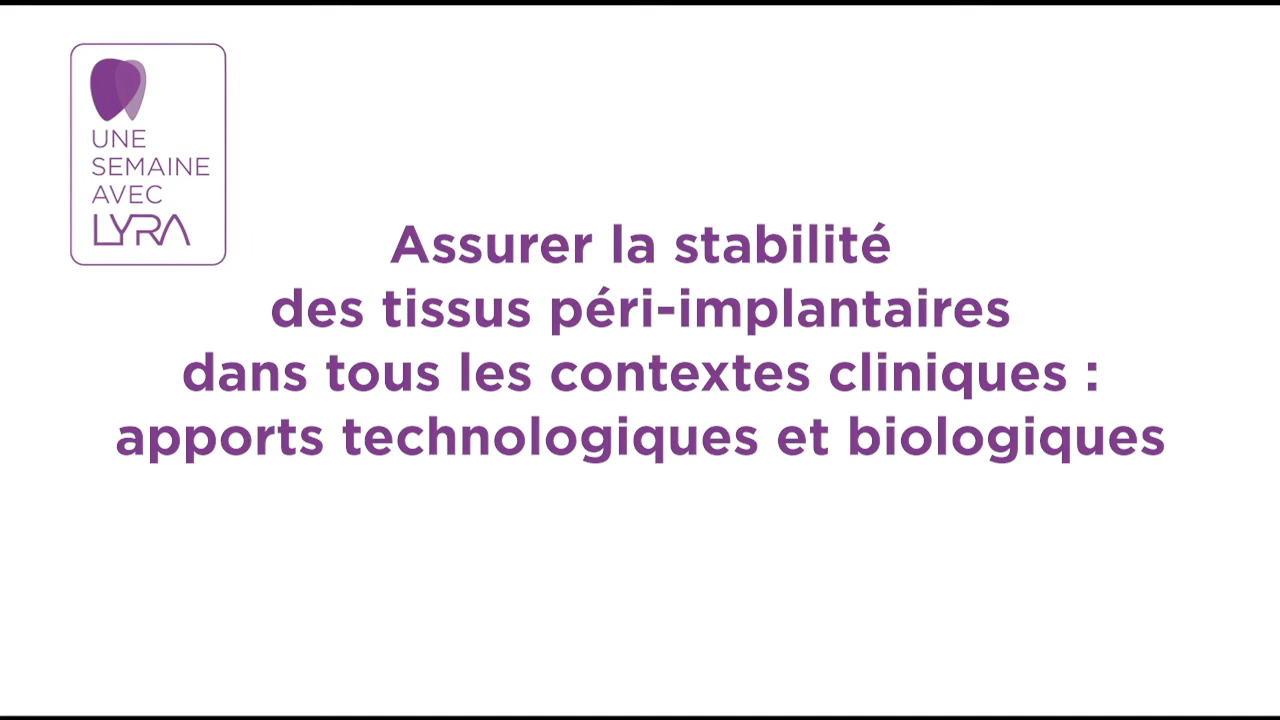 UNE
SEMAINE
AVEC
LYRA
Assurer la stabilité
des tissus péri-implantaires
dans tous les contextes cliniques :
apports technologiques et biologiques